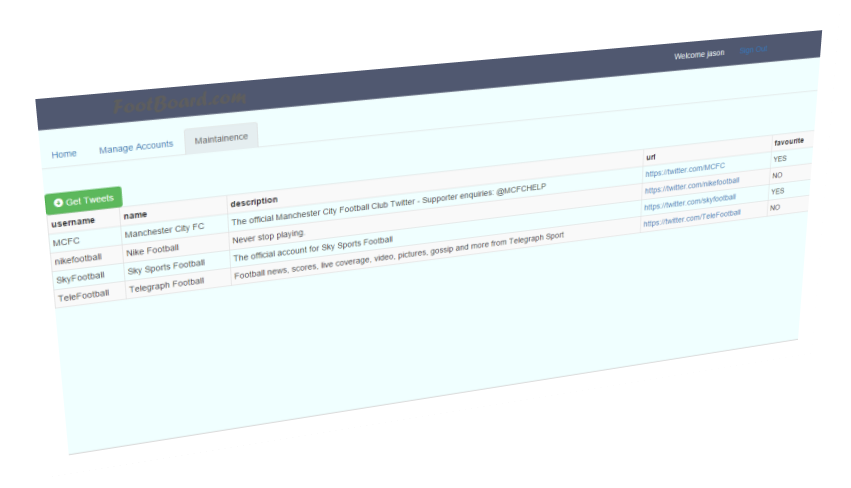 FootBoard.com
Welcome jason Sign Out
Home Manage Accounts Maintainence
Get Tweets
username name description url favourite
MCFC Manchester City FC The official Manchester City Football Club Twitter - Supporter enquiries: @MCFCHELP https://twitter.com/MCFC YES
nikefootball Nike Football Never stop playing. https://twitter.com/nikefootball NO
SkyFootball Sky Sports Football The official account for Sky Sports Football https://twitter.com/skyfootball YES
TeleFootball Telegraph Football Football news, scores, live coverage, video, pictures, gossip and more from Telegraph Sport https://twitter.com/TeleFootball NO